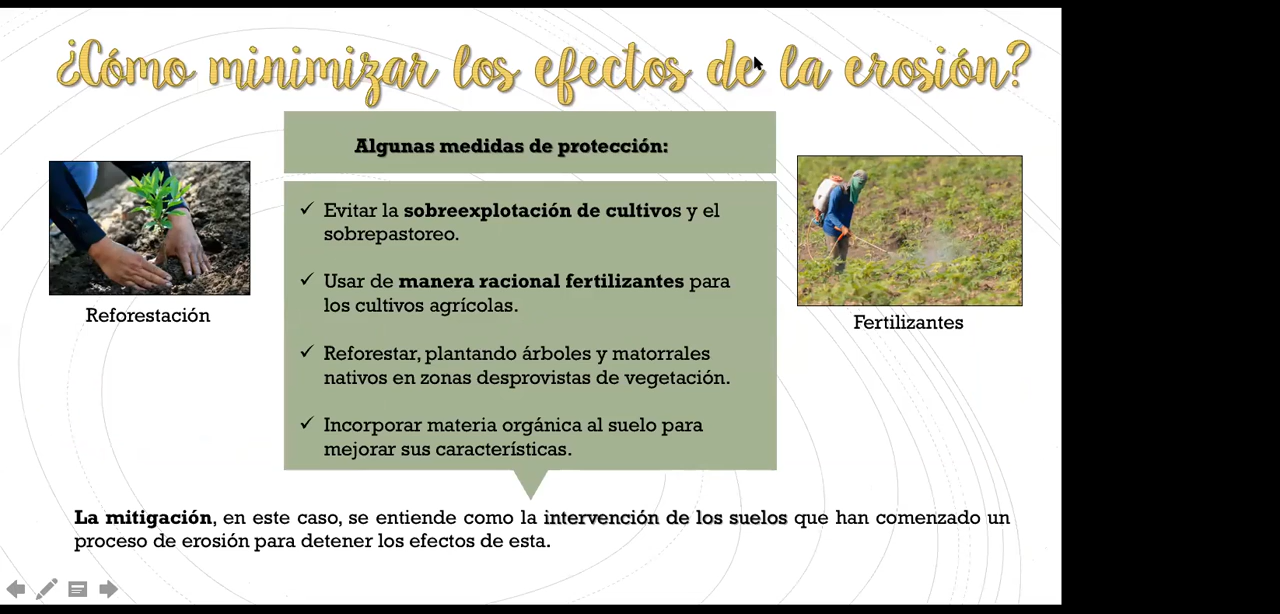 ¿Cómo minimizar los efectos de la erosión?
Algunas medidas de protección:
✓ Evitar la sobreexplotación de cultivos y el
sobrepastoreo.
✓ Usar de manera racional fertilizantes para
los cultivos agrícolas.
✓ Reforestar, plantando árboles y matorrales
nativos en zonas desprovistas de vegetación.
✓ Incorporar materia orgánica al suelo para
mejorar sus características.
Reforestación
Fertilizantes
La mitigación, en este caso, se entiende como la intervención de los suelos que han comenzado un
proceso de erosión para detener los efectos de esta.